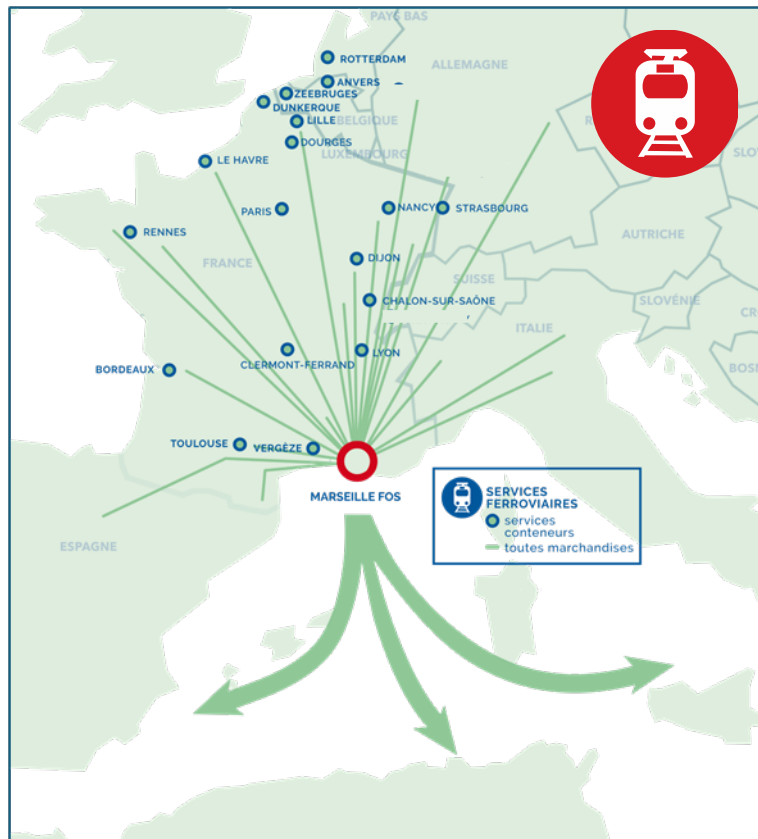 PAYS BAS
ROTTERDAM
ALLEMAGNE
ANVERS
ZEEBRUGES
DUNKERQUE
LILLE
BELGIQUE
DOURGES
LUXEMBOURG
LE HAVRE
PARIS
NANCY
STRASBOURG
RENNES
AUTRICHE
FRANCE
DIJON
SUISSE
CHALON-SUR-SAÔNE
SLOVÉNIE
ITALIE
LYON
CLERMONT-FERRAND
BORDEAUX
TOULOUSE
VERGÈZE
MARSEILLE FOS
ESPAGNE
SERVICES
FERROVIAIRES
services
conteneurs
toutes marchandises